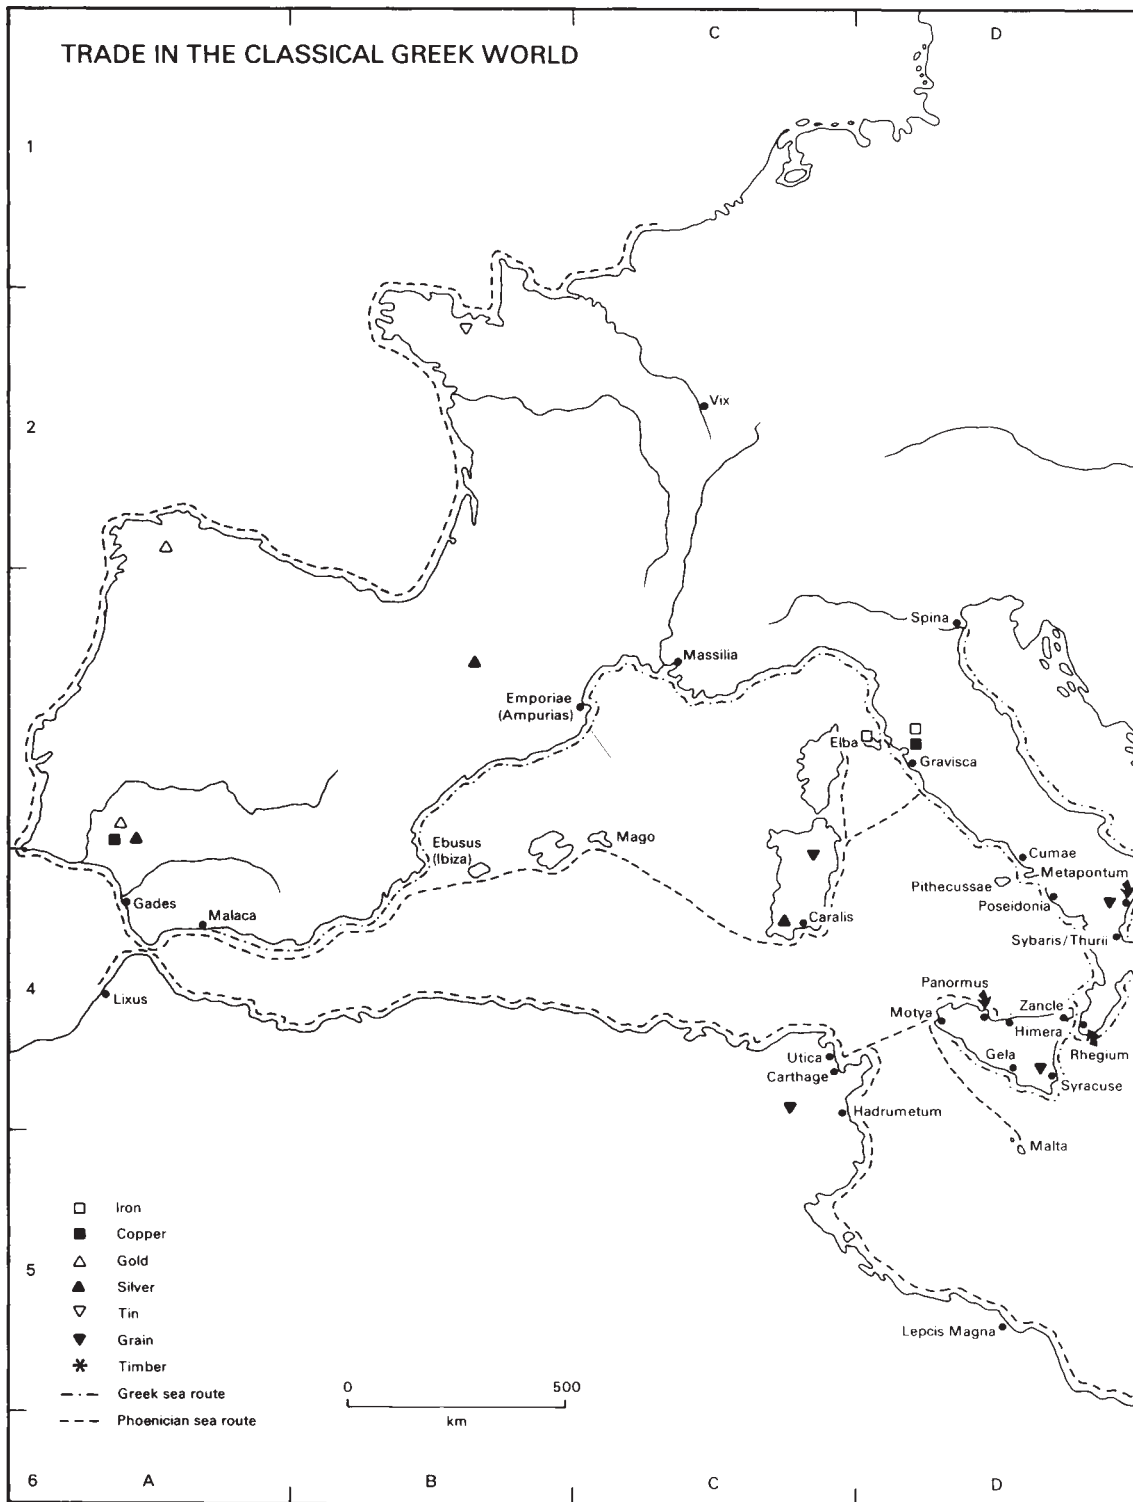 C
D
TRADE IN THE CLASSICAL GREEK WORLD
1
Vix
2
Spina
Massilia
Emporiae
(Ampurias)
Elba
Gravisca
Mago
Ebusus
(Ibiza)
Cumae
Metapontum
Pithecussae
Poseidonia
Gades
Malaca
Caralis
Sybaris/Thurii
Panormus
4
Lixus
Zancle
Motya
Himera
Rhegium
Utica
Gela
Carthage
Syracuse
Hadrumetum
Malta
Iron
Copper
Gold
5
Silver
Tin
Grain
Lepcis Magna
Timber
Greek sea route
0 500
Phoenician sea route
km
6 A B C D